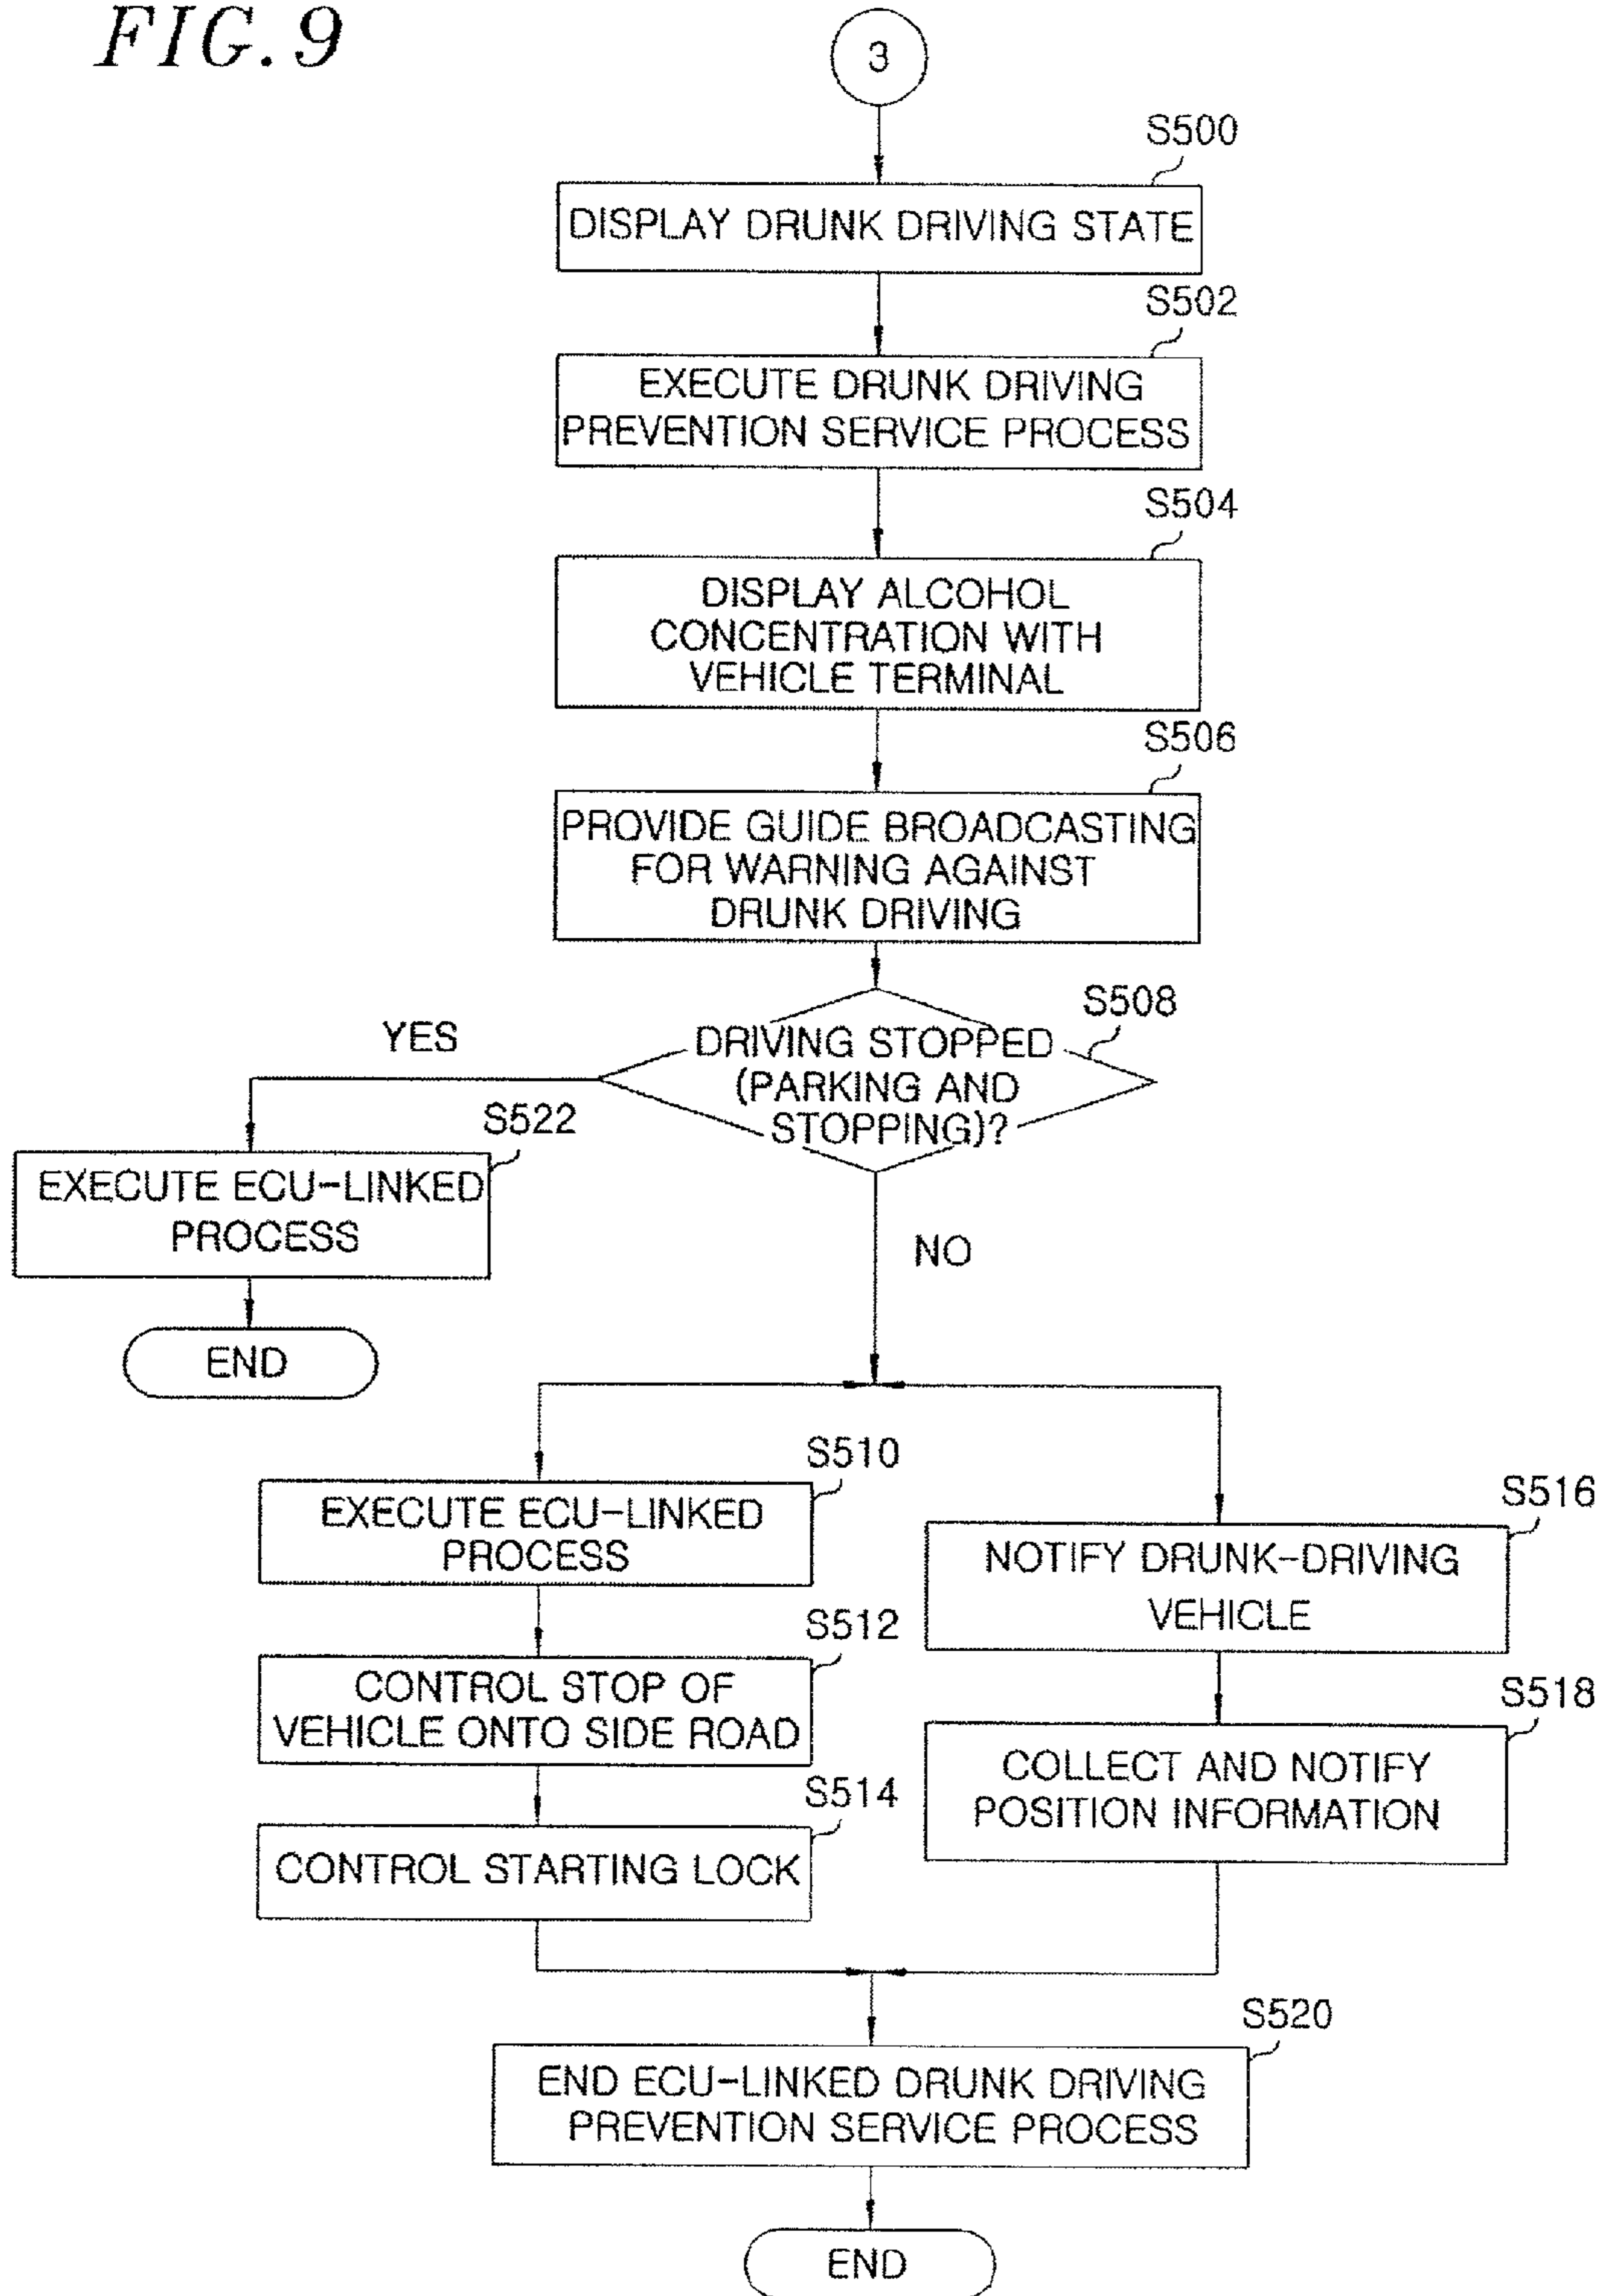 FIG. 9
3
S500
DISPLAY DRUNK DRIVING STATE
S502
EXECUTE DRUNK DRIVING
PREVENTION SERVICE PROCESS
S504
DISPLAY ALCOHOL
CONCENTRATION WITH
VEHICLE TERMINAL
S506
PROVIDE GUIDE BROADCASTING
FOR WARNING AGAINST
DRUNK DRIVING
S508
DRIVING STOPPED
(PARKING AND
STOPPING)?
YES
S522
EXECUTE ECU-LINKED
PROCESS
END
NO
S510
EXECUTE ECU-LINKED
PROCESS
S512
CONTROL STOP OF
VEHICLE ONTO SIDE ROAD
S514
CONTROL STARTING LOCK
S516
NOTIFY DRUNK-DRIVING
VEHICLE
S518
COLLECT AND NOTIFY
POSITION INFORMATION
S520
END ECU-LINKED DRUNK DRIVING
PREVENTION SERVICE PROCESS
END